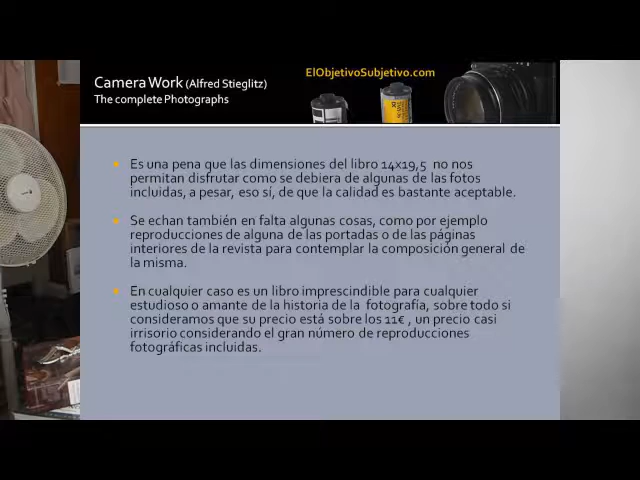 ElObjetivoSubjetivo.com
Camera Work (Alfred Stieglitz)
The complete Photographs
Es una pena que las dimensiones del libro 14x19,5 no nos
permitan disfrutar como se debiera de algunas de las fotos
incluidas, a pesar, eso sí, de que la calidad es bastante aceptable.
Se echan también en falta algunas cosas, como por ejemplo
reproducciones de alguna de las portadas o de las páginas
interiores de la revista para contemplar la composición general de
la misma.
En cualquier caso es un libro imprescindible para cualquier
estudioso o amante de la historia de la fotografía, sobre todo si
consideramos que su precio está sobre los 11€ , un precio casi
irrisorio considerando el gran número de reproducciones
fotográficas incluidas.